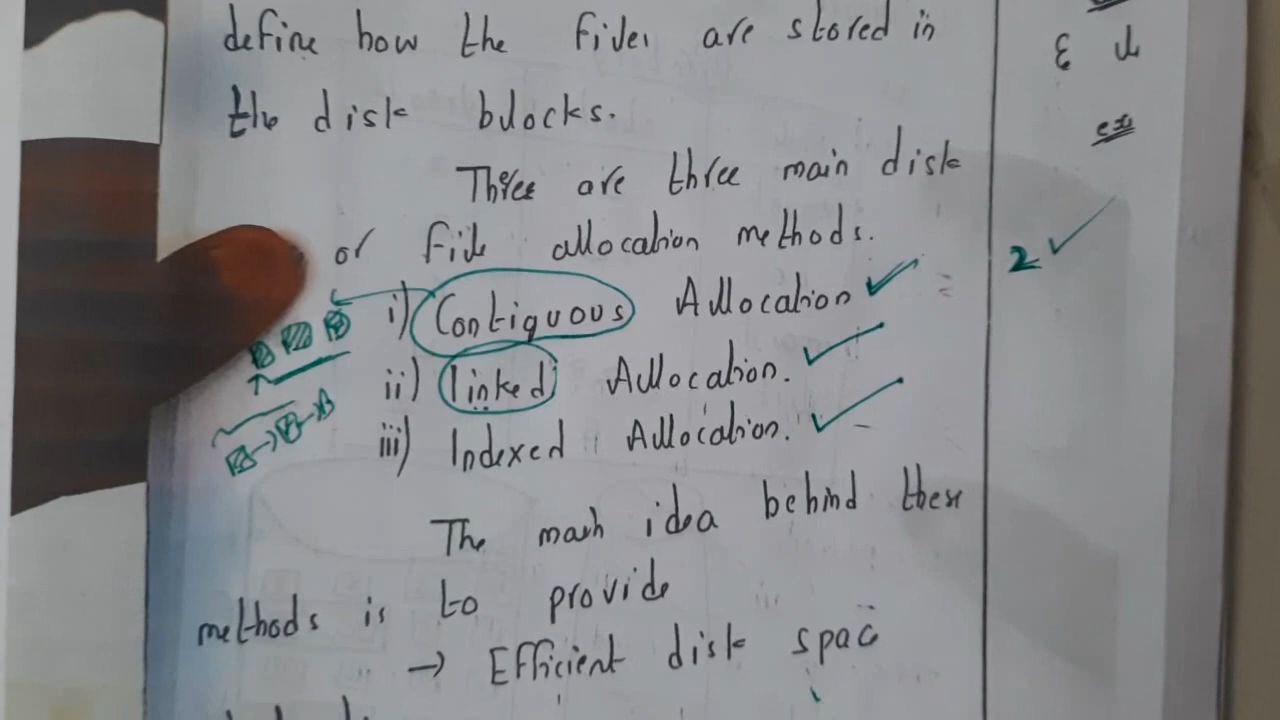 define how the files are stored in
the disk blocks.
There are three main disk
or file allocation methods.
i) Contiguous Allocation
ii) linked Allocation.
iii) Indexed Allocation.
The main idea behind these
methods is to provide
→ Efficient disk spac
2
ex: